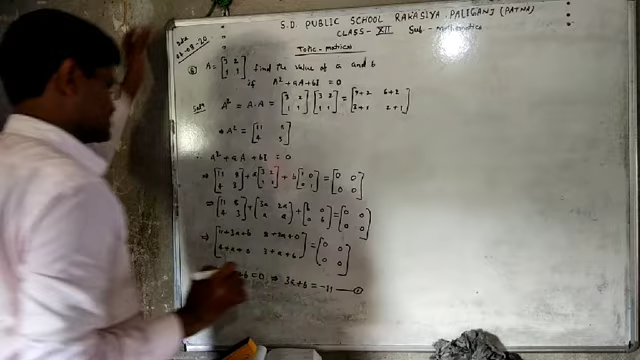 S.D. PUBLIC SCHOOL RAKASIYA PALIGANJ (PATNA)
CLASS - XII Sub - mathematics
Topic - matrices
A = [3 2; 1 1] find the value of a and b
if A² + aA + bI = 0
Solⁿ A² = A·A = [3 2; 1 1] [3 2; 1 1] = [9+2 6+2; 3+1 2+1]
⇒ A² = [11 8; 4 3]
∴ A² + aA + bI = 0
⇒ [11 8; 4 3] + a[3 2; 1 1] + b[1 0; 0 1] = [0 0; 0 0]
⇒ [11 8; 4 3] + [3a 2a; a a] + [b 0; 0 b] = [0 0; 0 0]
⇒ [11+3a+b 8+2a+0; 4+a+0 3+a+b] = [0 0; 0 0]
+b = 0 ⇒ 3a+b = -11 — ①